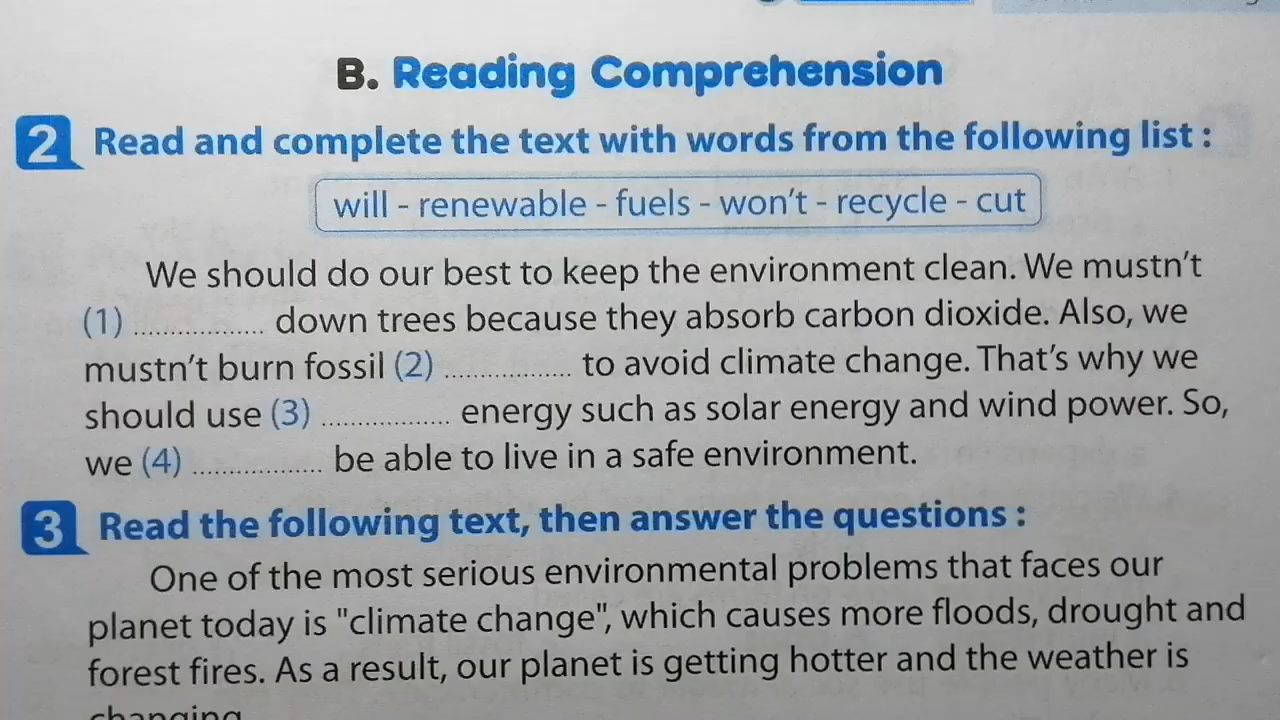 B. Reading Comprehension
2 Read and complete the text with words from the following list :
will - renewable - fuels - won't - recycle - cut
We should do our best to keep the environment clean. We mustn't
(1) .................. down trees because they absorb carbon dioxide. Also, we
mustn't burn fossil (2) .................. to avoid climate change. That's why we
should use (3) .................. energy such as solar energy and wind power. So,
we (4) .................. be able to live in a safe environment.
3 Read the following text, then answer the questions :
One of the most serious environmental problems that faces our
planet today is "climate change", which causes more floods, drought and
forest fires. As a result, our planet is getting hotter and the weather is
changing